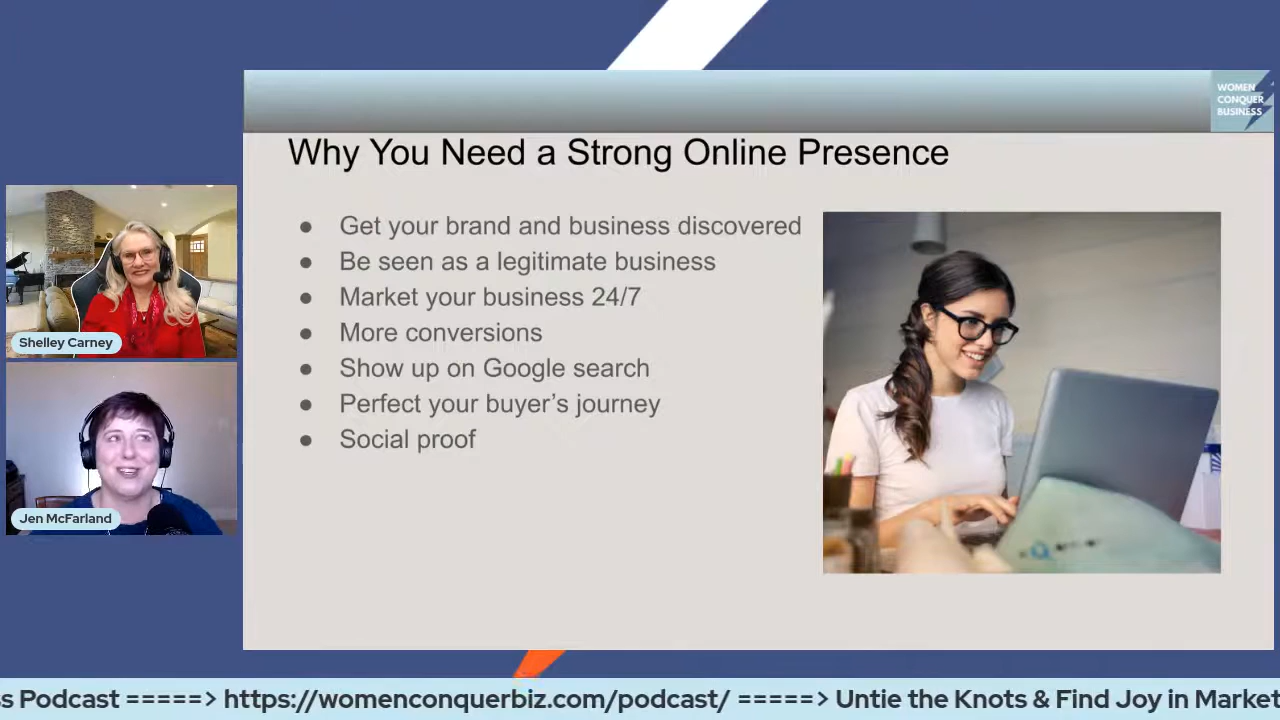 WOMEN
CONQUER
BUSINESS
Why You Need a Strong Online Presence
● Get your brand and business discovered
● Be seen as a legitimate business
● Market your business 24/7
● More conversions
● Show up on Google search
● Perfect your buyer’s journey
● Social proof
Shelley Carney
Jen McFarland
s Podcast =====> https://womenconquerbiz.com/podcast/ =====> Untie the Knots & Find Joy in Market